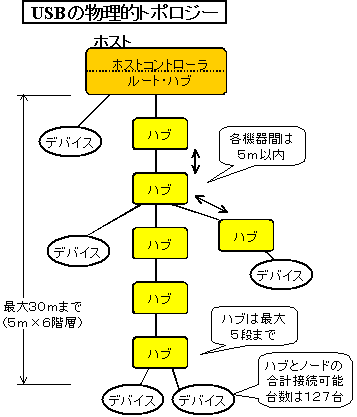 USBの物理的トポロジー
ホスト
ホストコントローラ
ルート・ハブ
デバイス
ハブ
各機器間は
5m以内
ハブ
デバイス
ハブ
ハブ
デバイス
最大30mまで
(5m×6階層)
ハブ
ハブは最大
5段まで
ハブ
デバイス
デバイス
ハブとノードの
合計接続可能
台数は127台